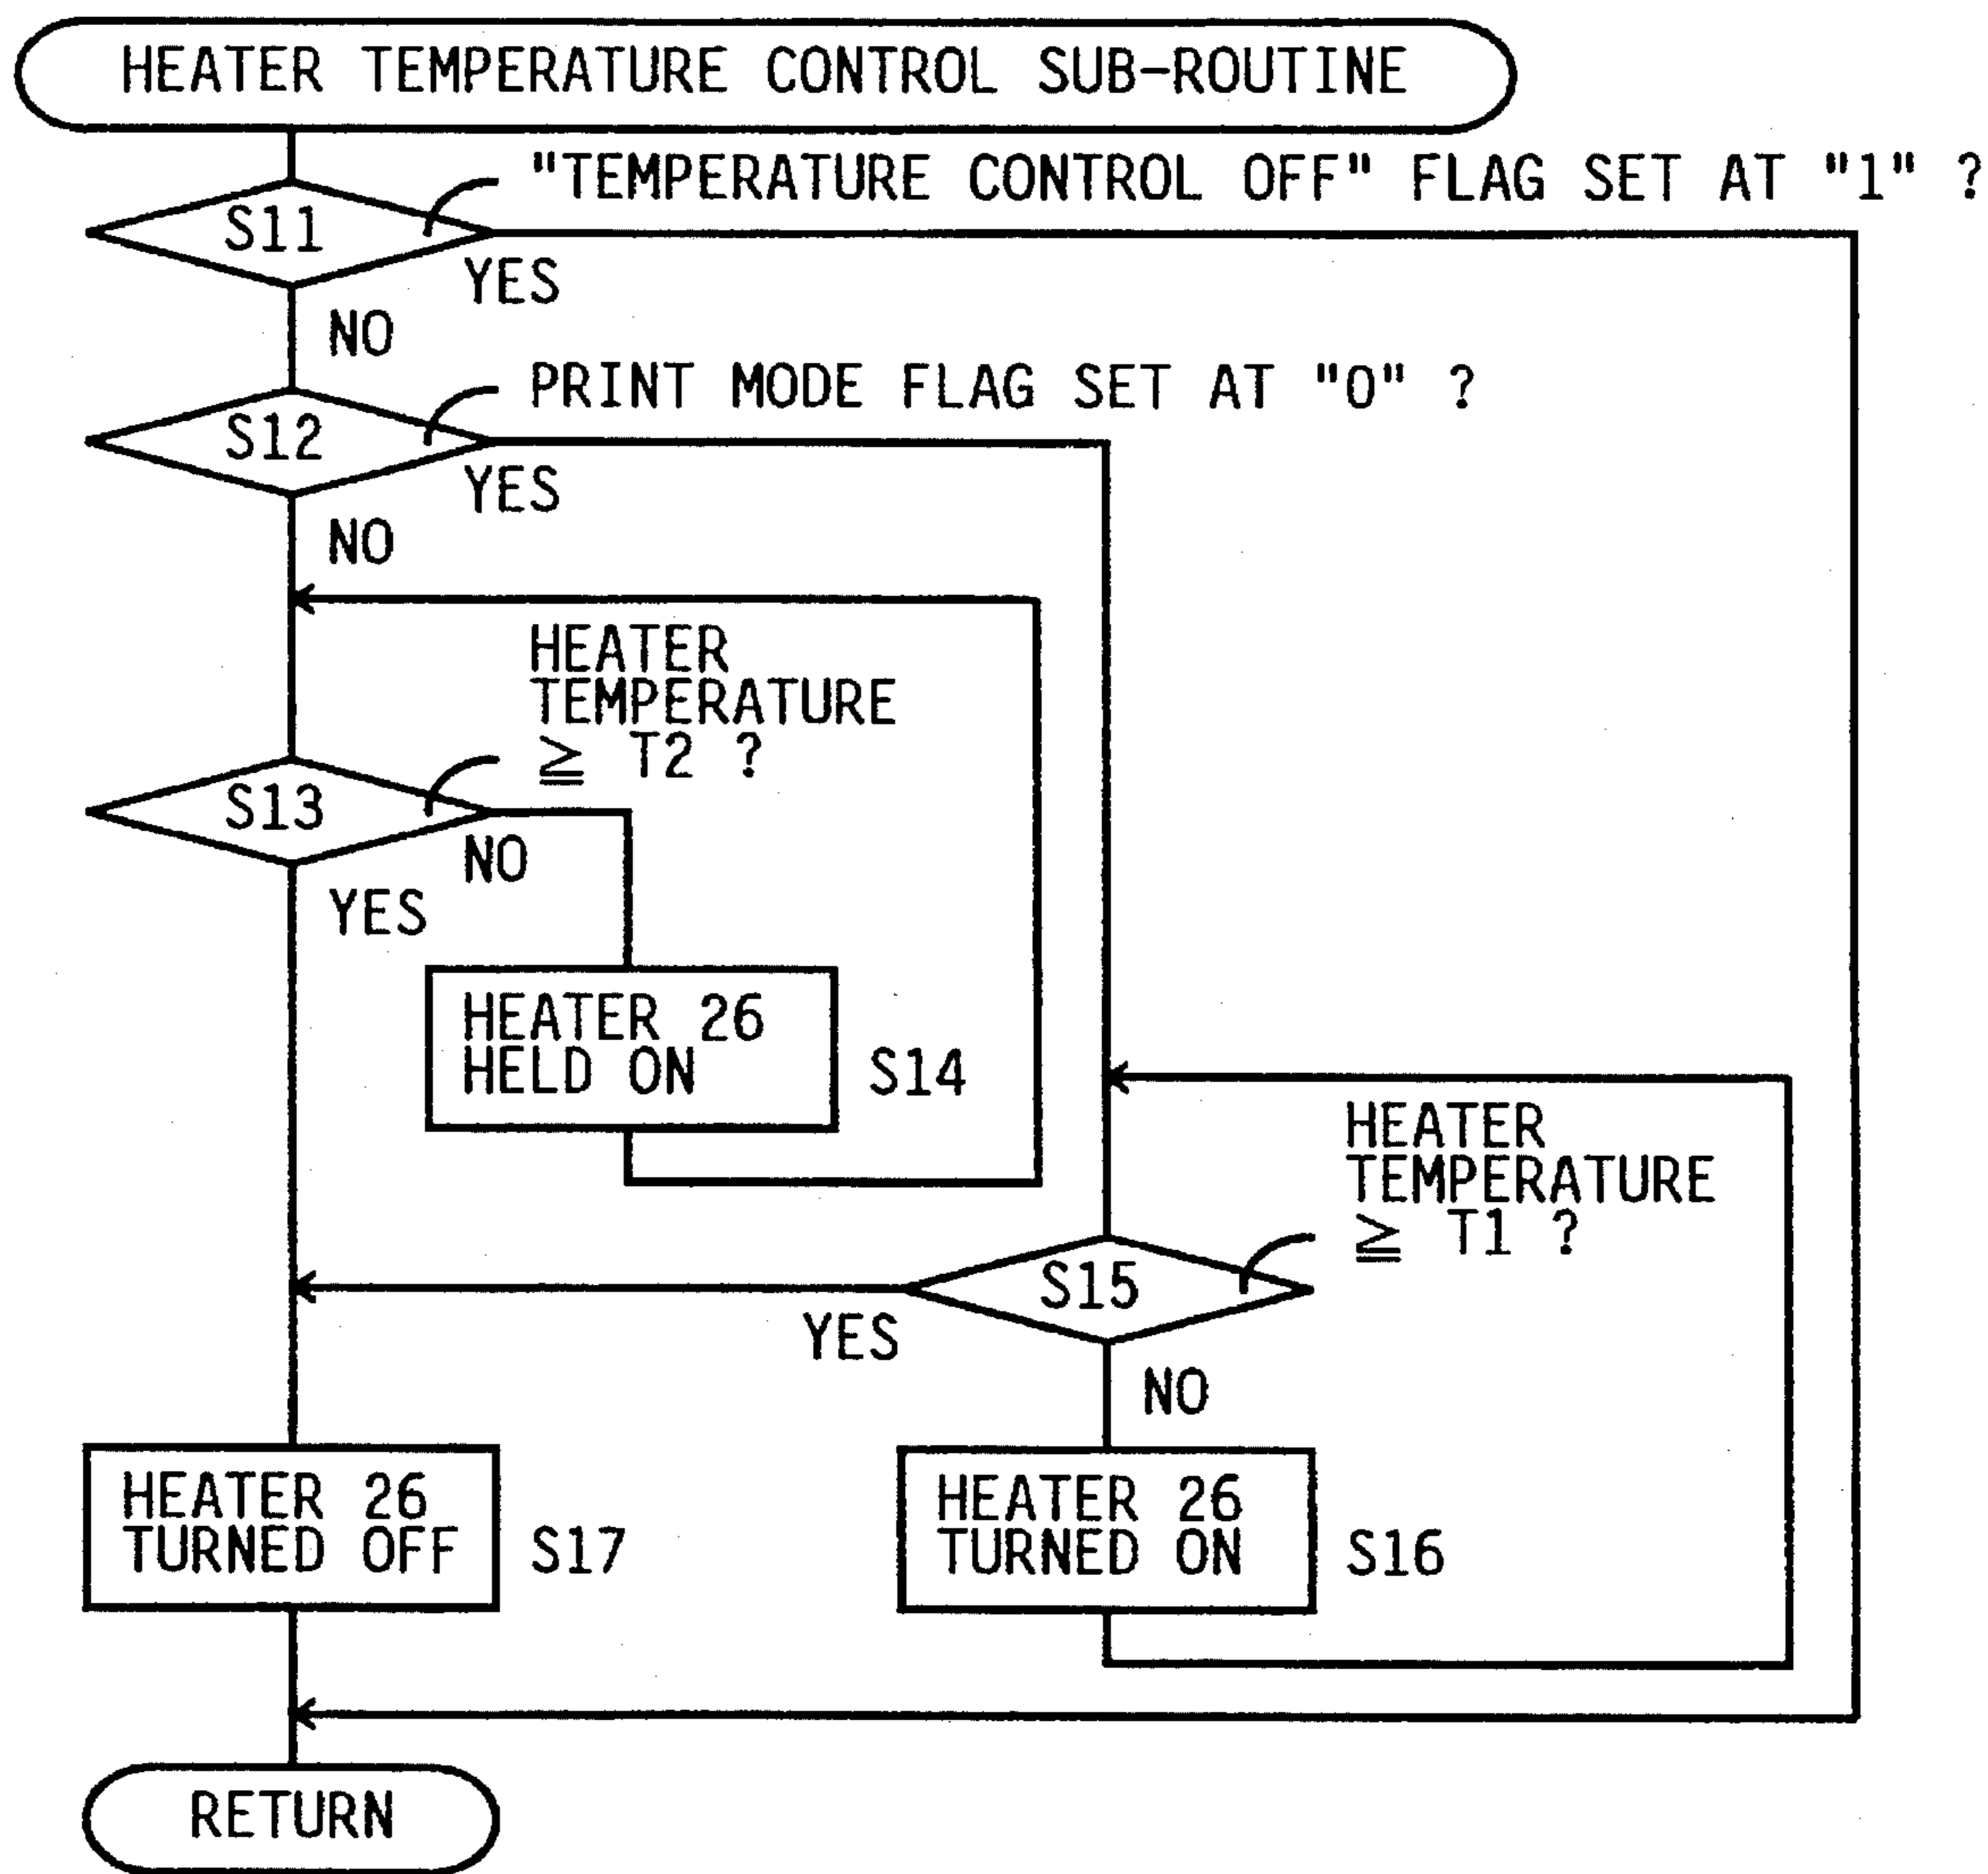 HEATER TEMPERATURE CONTROL SUB-ROUTINE
"TEMPERATURE CONTROL OFF" FLAG SET AT "1" ?
S11
YES
NO
PRINT MODE FLAG SET AT "0" ?
S12
YES
NO
HEATER
TEMPERATURE
≧ T2 ?
S13
NO
YES
HEATER 26
HELD ON
S14
HEATER
TEMPERATURE
≧ T1 ?
S15
YES
NO
HEATER 26
TURNED OFF
S17
HEATER 26
TURNED ON
S16
RETURN